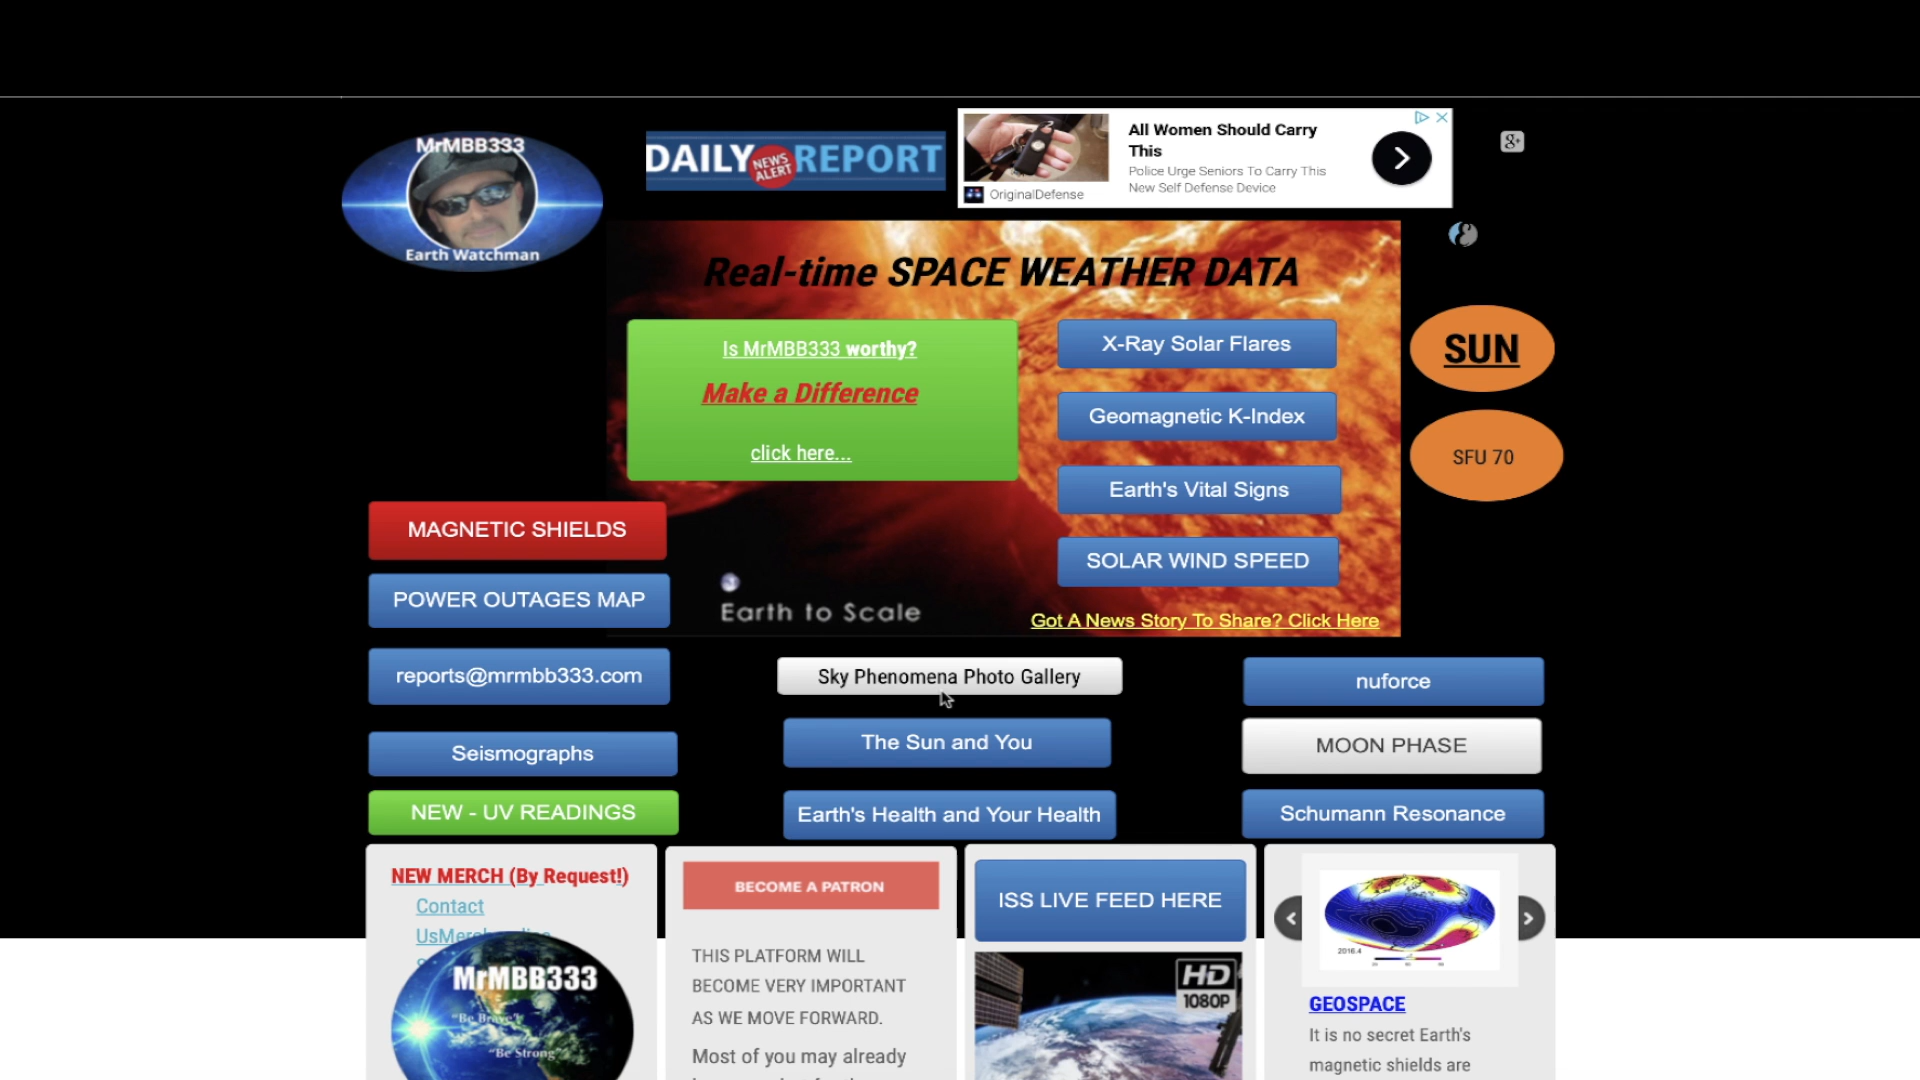 MrMBB333
Earth Watchman
DAILY NEWS ALERT REPORT
All Women Should Carry
This
Police Urge Seniors To Carry This
New Self Defense Device
OriginalDefense
g+
Real-time SPACE WEATHER DATA
Is MrMBB333 worthy?
Make a Difference
click here...
X-Ray Solar Flares
Geomagnetic K-Index
Earth's Vital Signs
SOLAR WIND SPEED
SUN
SFU 70
Earth to Scale
Got A News Story To Share? Click Here
MAGNETIC SHIELDS
POWER OUTAGES MAP
reports@mrmbb333.com
Seismographs
NEW - UV READINGS
Sky Phenomena Photo Gallery
The Sun and You
Earth's Health and Your Health
nuforce
MOON PHASE
Schumann Resonance
NEW MERCH (By Request!)
Contact
MrMBB333
"Be Brave"
"Be Strong"
BECOME A PATRON
THIS PLATFORM WILL
BECOME VERY IMPORTANT
AS WE MOVE FORWARD.
Most of you may already
ISS LIVE FEED HERE
HD
1080P
2016.4
GEOSPACE
It is no secret Earth's
magnetic shields are